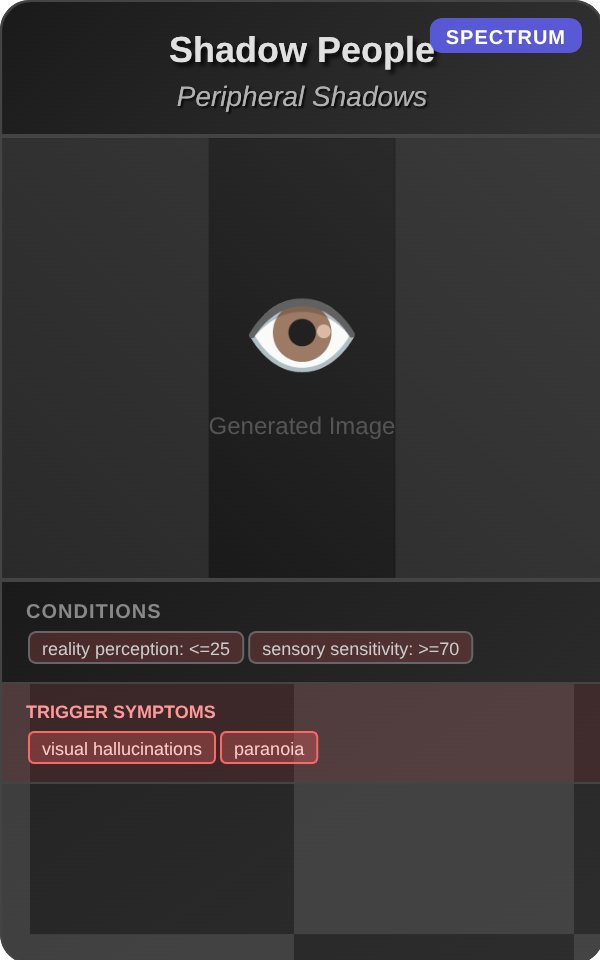 Shadow People
SPECTRUM
Peripheral Shadows
Generated Image
CONDITIONS
reality perception: <=25 sensory sensitivity: >=70
TRIGGER SYMPTOMS
visual hallucinations paranoia